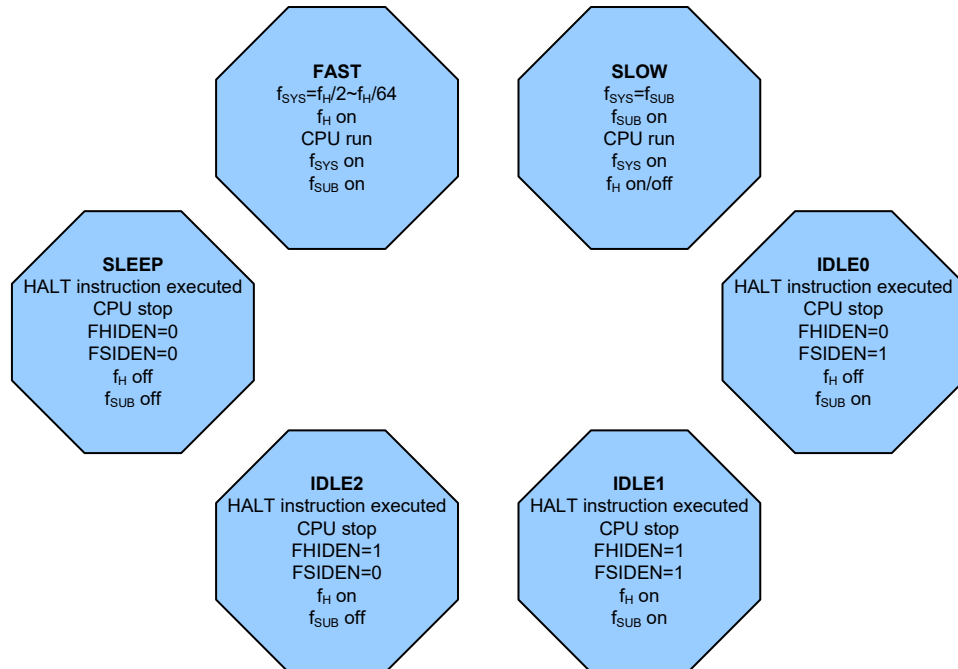 FAST
fSYS=fH/2~fH/64
fH on
CPU run
fSYS on
fSUB on
SLOW
fSYS=fSUB
fSUB on
CPU run
fSYS on
fH on/off
SLEEP
HALT instruction executed
CPU stop
FHIDEN=0
FSIDEN=0
fH off
fSUB off
IDLE0
HALT instruction executed
CPU stop
FHIDEN=0
FSIDEN=1
fH off
fSUB on
IDLE2
HALT instruction executed
CPU stop
FHIDEN=1
FSIDEN=0
fH on
fSUB off
IDLE1
HALT instruction executed
CPU stop
FHIDEN=1
FSIDEN=1
fH on
fSUB on